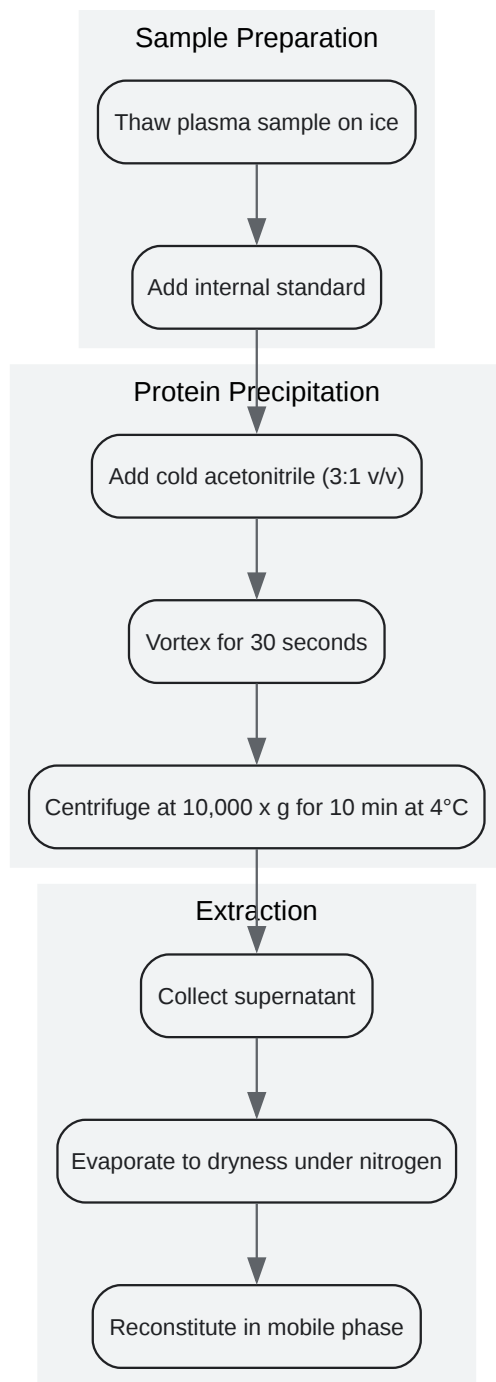 Sample Preparation
Thaw plasma sample on ice
Add internal standard
Protein Precipitation
Add cold acetonitrile (3:1 v/v)
Vortex for 30 seconds
Centrifuge at 10,000 x g for 10 min at 4°C
Extraction
Collect supernatant
Evaporate to dryness under nitrogen
Reconstitute in mobile phase